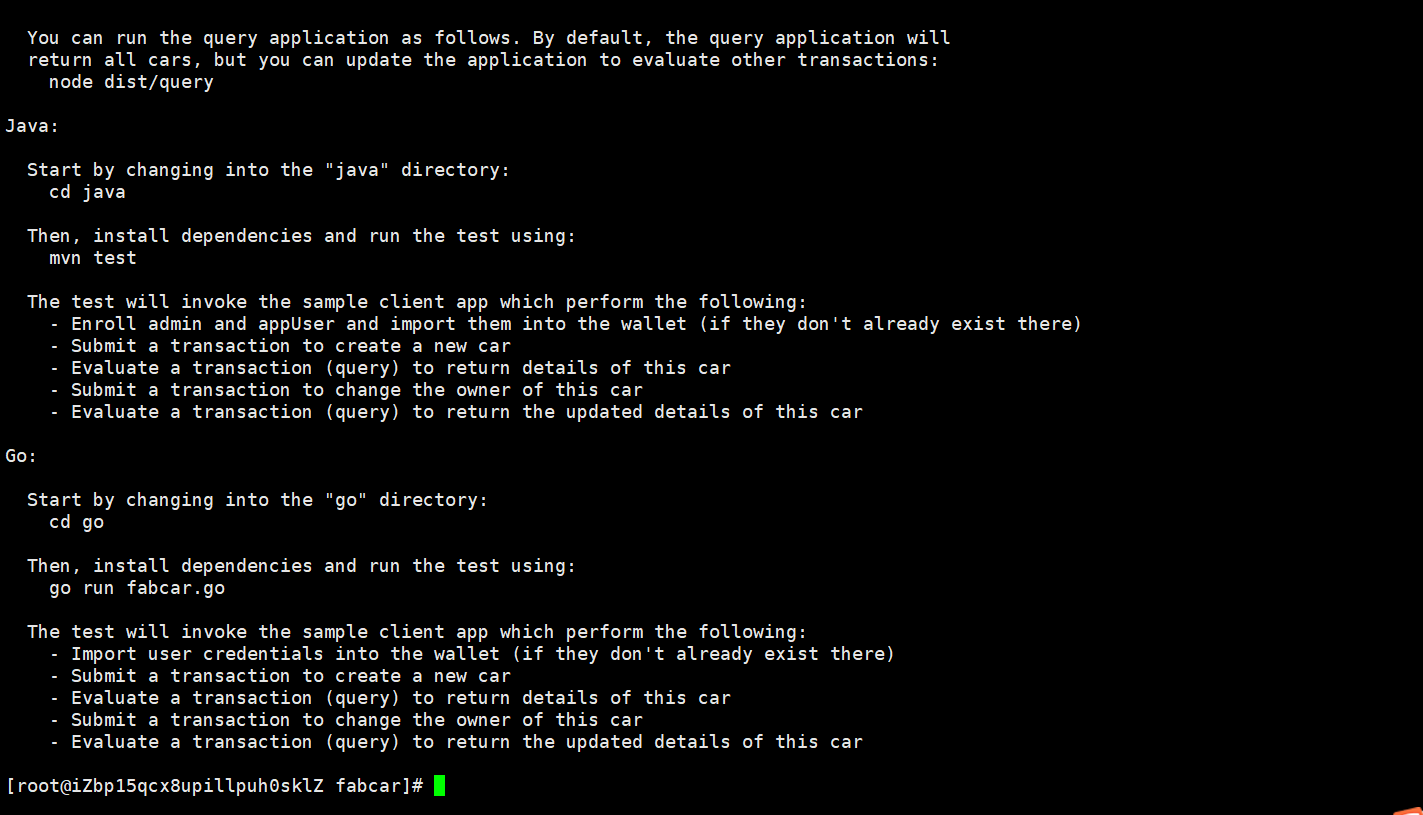 You can run the query application as follows. By default, the query application will
return all cars, but you can update the application to evaluate other transactions:
node dist/query
Java:
Start by changing into the "java" directory:
cd java
Then, install dependencies and run the test using:
mvn test
The test will invoke the sample client app which perform the following:
- Enroll admin and appUser and import them into the wallet (if they don't already exist there)
- Submit a transaction to create a new car
- Evaluate a transaction (query) to return details of this car
- Submit a transaction to change the owner of this car
- Evaluate a transaction (query) to return the updated details of this car
Go:
Start by changing into the "go" directory:
cd go
Then, install dependencies and run the test using:
go run fabcar.go
The test will invoke the sample client app which perform the following:
- Import user credentials into the wallet (if they don't already exist there)
- Submit a transaction to create a new car
- Evaluate a transaction (query) to return details of this car
- Submit a transaction to change the owner of this car
- Evaluate a transaction (query) to return the updated details of this car
[root@iZbp15qcx8upillpuh0sklZ fabcar]#